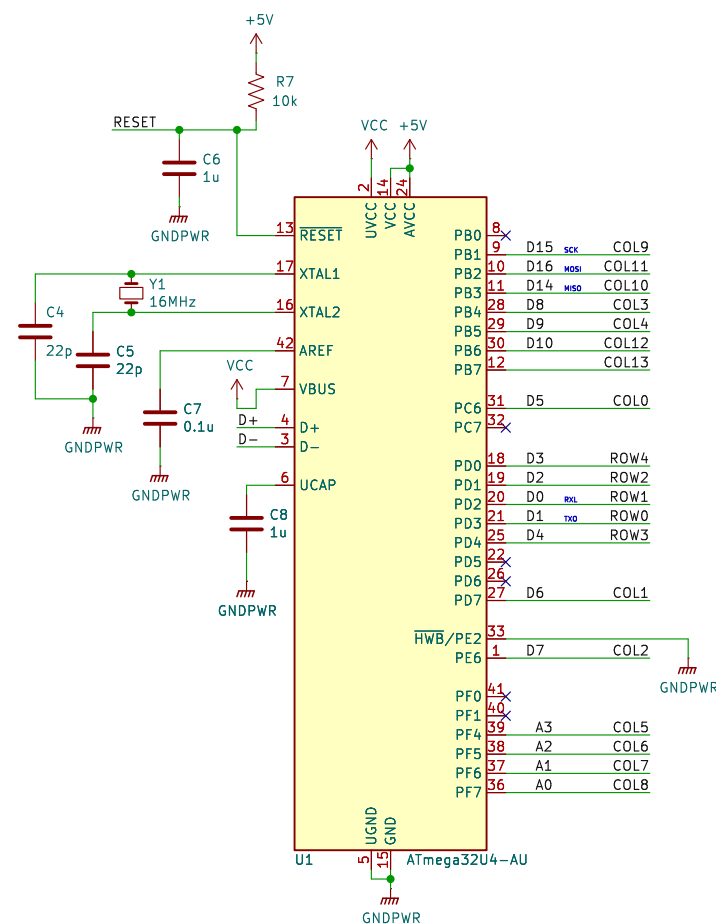 +5V
R7
10k
RESET
C6
1u
GNDPWR
VCC +5V
2 14 24
UVCC VCC AVCC
13 RESET
17 XTAL1
Y1
16MHz
16 XTAL2
C4
22p
C5
22p
GNDPWR
42 AREF
VCC
7 VBUS
C7
0.1u
GNDPWR
D+ 4 D+
D- 3 D-
6 UCAP
C8
1u
GNDPWR
PB0 8
PB1 9 D15 SCK COL9
PB2 10 D16 MOSI COL11
PB3 11 D14 MISO COL10
PB4 28 D8 COL3
PB5 29 D9 COL4
PB6 30 D10 COL12
PB7 12 COL13
PC6 31 D5 COL0
PC7 32
PD0 18 D3 ROW4
PD1 19 D2 ROW2
PD2 20 D0 RXL ROW1
PD3 21 D1 TXO ROW0
PD4 25 D4 ROW3
PD5 22
PD6 26
PD7 27 D6 COL1
HWB/PE2 33
PE6 1 D7 COL2
GNDPWR
PF0 41
PF1 40
PF4 39 A3 COL5
PF5 38 A2 COL6
PF6 37 A1 COL7
PF7 36 A0 COL8
UGND GND
U1 5 15 ATmega32U4-AU
GNDPWR